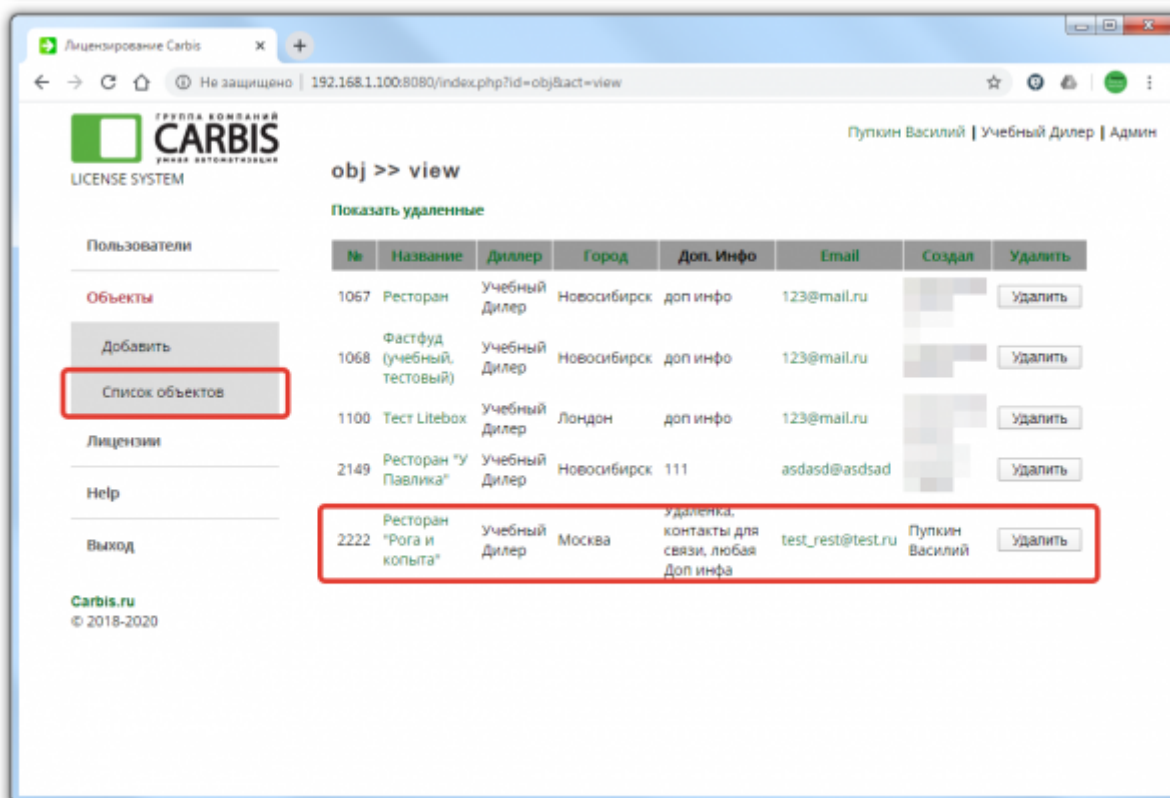 Лицензирование Carbis
Не защищено | 192.168.1.100:8080/index.php?id=obj&act=view
ГРУППА КОМПАНИЙ
CARBIS
умная автоматизация
LICENSE SYSTEM
Пупкин Василий | Учебный Дилер | Админ
obj >> view
Показать удаленные
Пользователи
Объекты
Добавить
Список объектов
Лицензии
Help
Выход
Carbis.ru
© 2018-2020
№ Название Диллер Город Доп. Инфо Email Создал Удалить
1067 Ресторан Учебный Дилер Новосибирск доп инфо 123@mail.ru Удалить
1068 Фастфуд (учебный, тестовый) Учебный Дилер Новосибирск доп инфо 123@mail.ru Удалить
1100 Тест Litebox Учебный Дилер Лондон доп инфо 123@mail.ru Удалить
2149 Ресторан "У Павлика" Учебный Дилер Новосибирск 111 asdasd@asdsad Удалить
2222 Ресторан "Рога и копыта" Учебный Дилер Москва Удаленка, контакты для связи, любая Доп инфа test_rest@test.ru Пупкин Василий Удалить